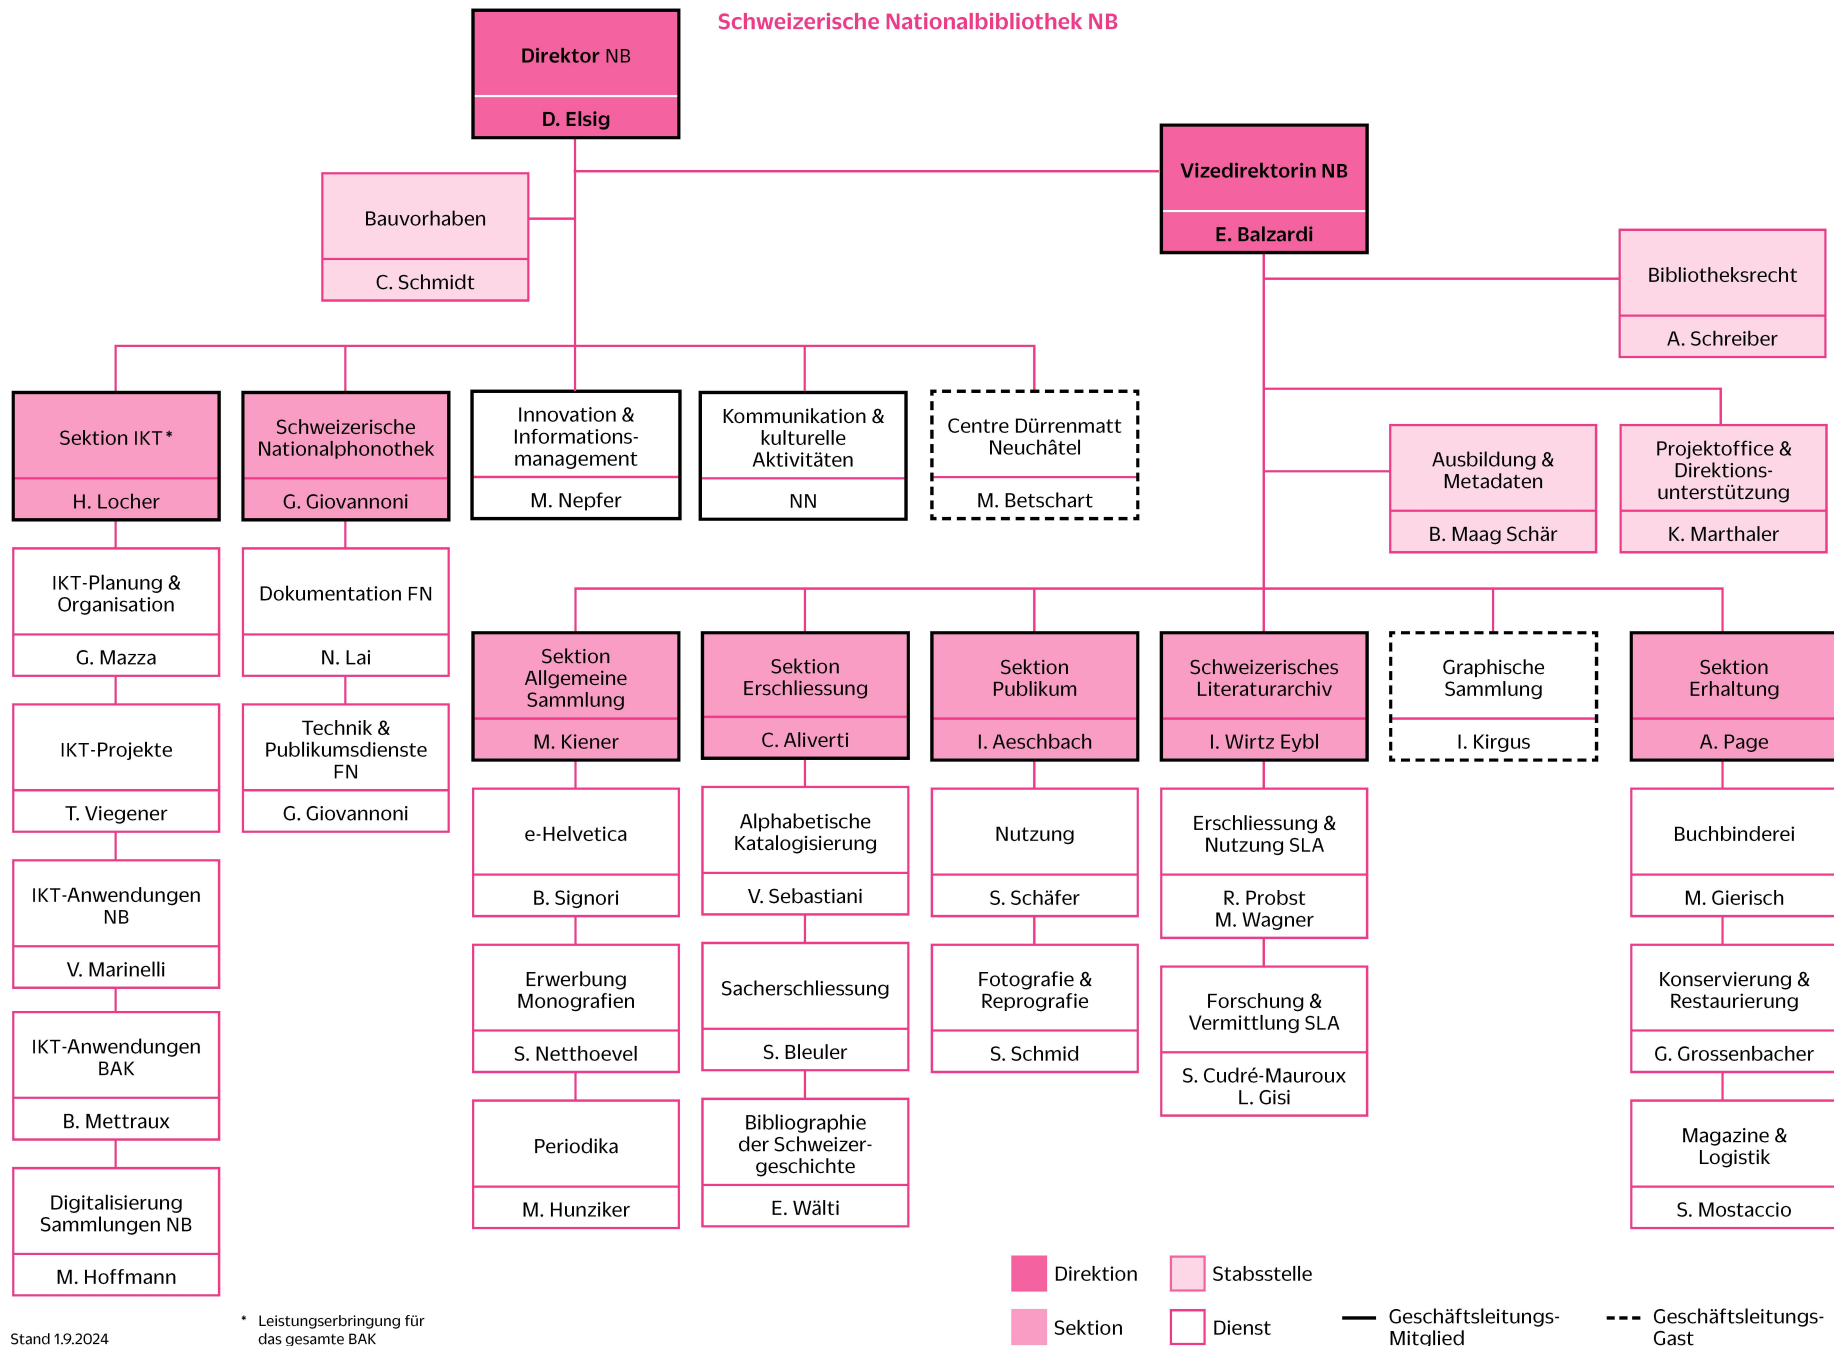 Schweizerische Nationalbibliothek NB
Direktor NB
D. Elsig
Vizedirektorin NB
E. Balzardi
Bauvorhaben
C. Schmidt
Bibliotheksrecht
A. Schreiber
Sektion IKT*
H. Locher
Schweizerische
Nationalphonothek
G. Giovannoni
Innovation &
Informations-
management
M. Nepfer
Kommunikation &
kulturelle
Aktivitäten
NN
Centre Dürrenmatt
Neuchâtel
M. Betschart
Ausbildung &
Metadaten
B. Maag Schär
Projektoffice &
Direktions-
unterstützung
K. Marthaler
IKT-Planung &
Organisation
G. Mazza
IKT-Projekte
T. Viegener
IKT-Anwendungen
NB
V. Marinelli
IKT-Anwendungen
BAK
B. Mettraux
Digitalisierung
Sammlungen NB
M. Hoffmann
Dokumentation FN
N. Lai
Technik &
Publikumsdienste
FN
G. Giovannoni
Sektion
Allgemeine
Sammlung
M. Kiener
e-Helvetica
B. Signori
Erwerbung
Monografien
S. Netthoevel
Periodika
M. Hunziker
Sektion
Erschliessung
C. Aliverti
Alphabetische
Katalogisierung
V. Sebastiani
Sacherschliessung
S. Bleuler
Bibliographie
der Schweizer-
geschichte
E. Wälti
Sektion
Publikum
I. Aeschbach
Nutzung
S. Schäfer
Fotografie &
Reprografie
S. Schmid
Schweizerisches
Literaturarchiv
I. Wirtz Eybl
Erschliessung &
Nutzung SLA
R. Probst
M. Wagner
Forschung &
Vermittlung SLA
S. Cudré-Mauroux
L. Gisi
Graphische
Sammlung
I. Kirgus
Sektion
Erhaltung
A. Page
Buchbinderei
M. Gierisch
Konservierung &
Restaurierung
G. Grossenbacher
Magazine &
Logistik
S. Mostaccio
Direktion
Stabsstelle
Sektion
Dienst
Geschäftsleitungs-
Mitglied
Geschäftsleitungs-
Gast
* Leistungserbringung für
das gesamte BAK
Stand 1.9.2024